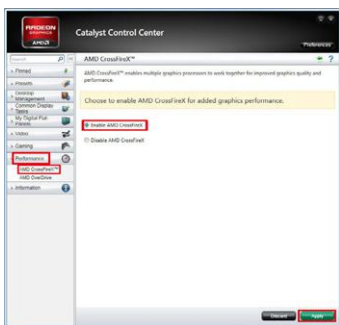 RADEON
GRAPHICS
AMD
Catalyst Control Center
Preferences
AMD CrossFireX™
?
AMD CrossFireX™ enables multiple graphics processors to work together for improved graphics quality and
performance.
Choose to enable AMD CrossFireX for added graphics performance.
Enable AMD CrossFireX
Disable AMD CrossFireX
Search
Pinned
Presets
Desktop
Management
Common Display
Tasks
My Digital Flat-
Panels
Video
Gaming
Performance
AMD CrossFireX™
AMD OverDrive
Information
Discard
Apply